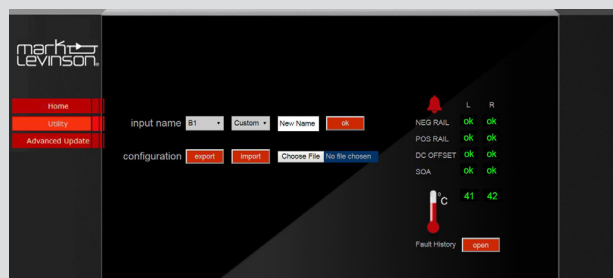 mark
Levinson.
Home
Utility
Advanced Update
input name B1 Custom New Name ok
configuration export import Choose File No file chosen
L R
NEG RAIL ok ok
POS RAIL ok ok
DC OFFSET ok ok
SOA ok ok
°C 41 42
Fault History open